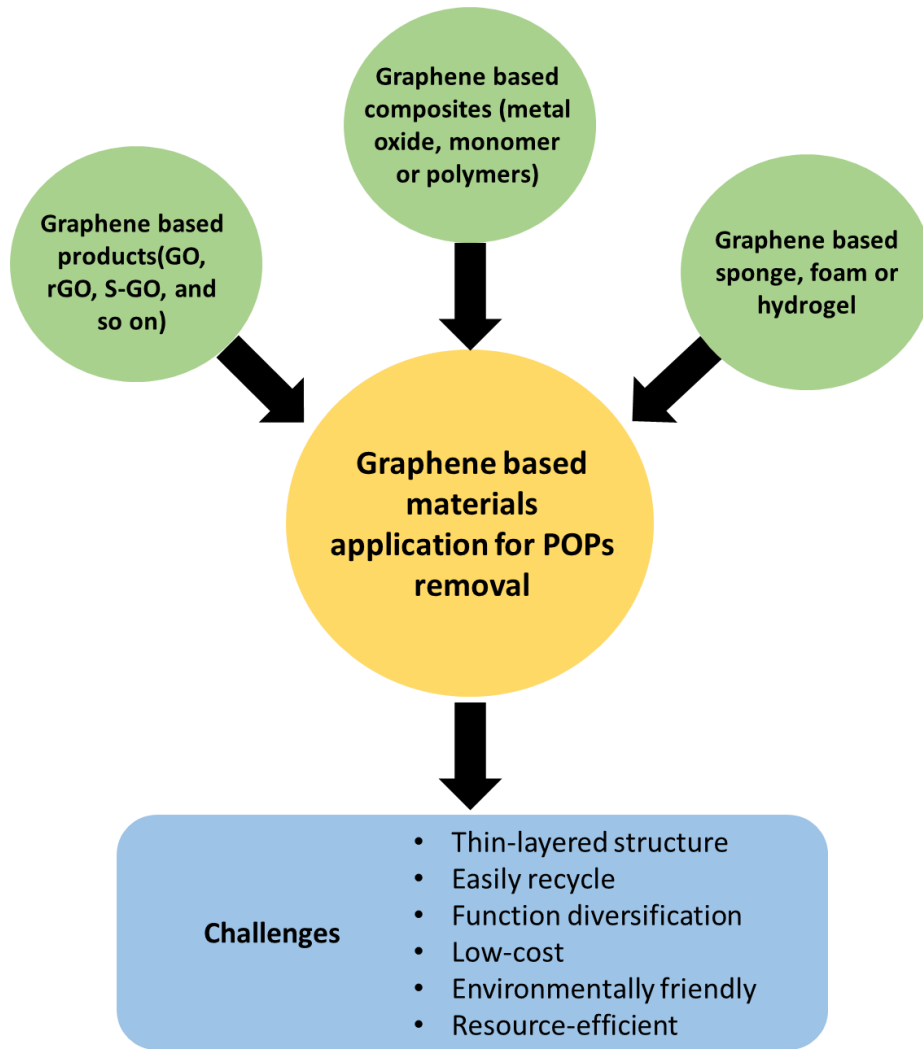 Graphene based
composites (metal
oxide, monomer
or polymers)
Graphene based
products(GO,
rGO, S-GO, and
so on)
Graphene based
sponge, foam or
hydrogel
Graphene based
materials
application for POPs
removal
Challenges
• Thin-layered structure
• Easily recycle
• Function diversification
• Low-cost
• Environmentally friendly
• Resource-efficient